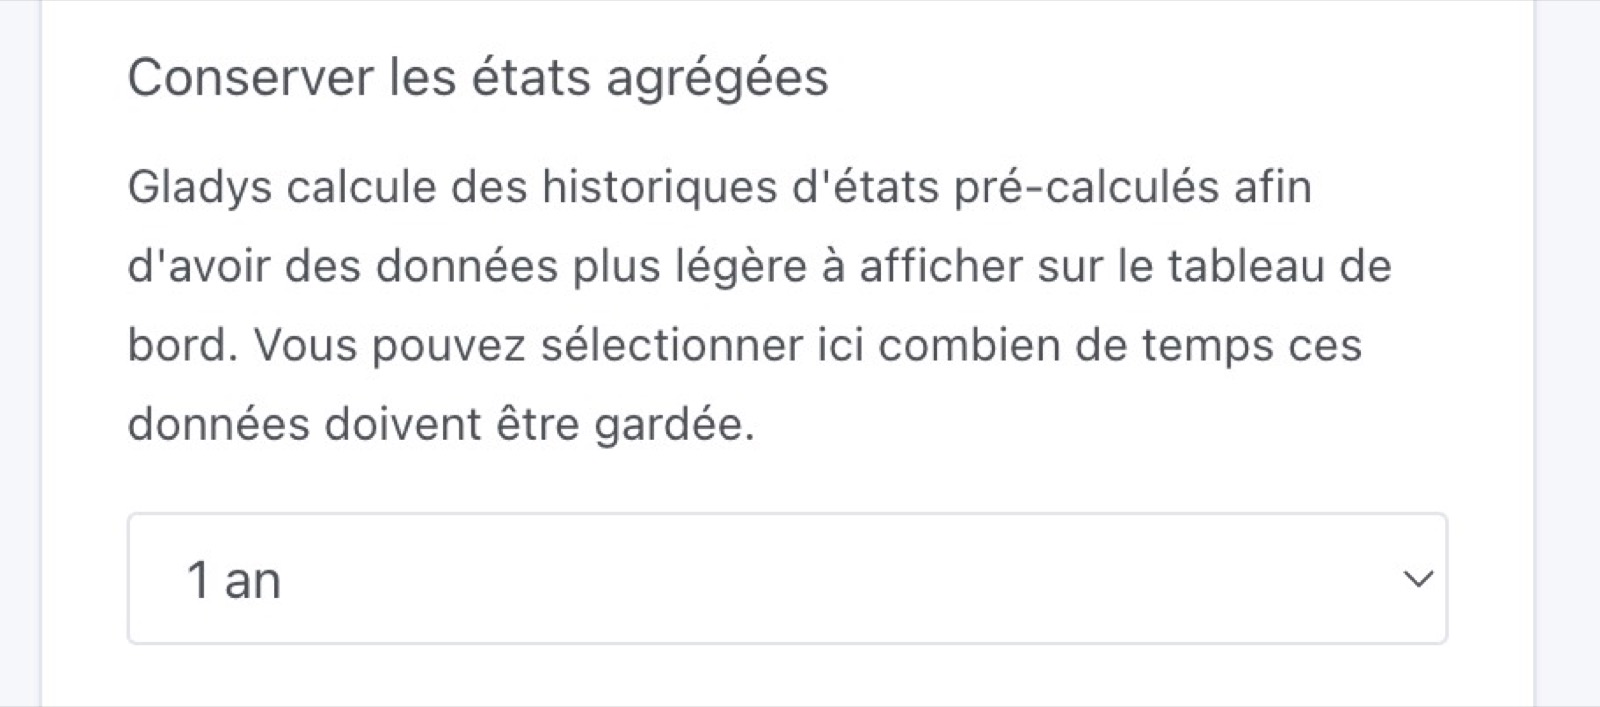 Conserver les états agrégées
Gladys calcule des historiques d'états pré-calculés afin
d'avoir des données plus légère à afficher sur le tableau de
bord. Vous pouvez sélectionner ici combien de temps ces
données doivent être gardée.
1 an